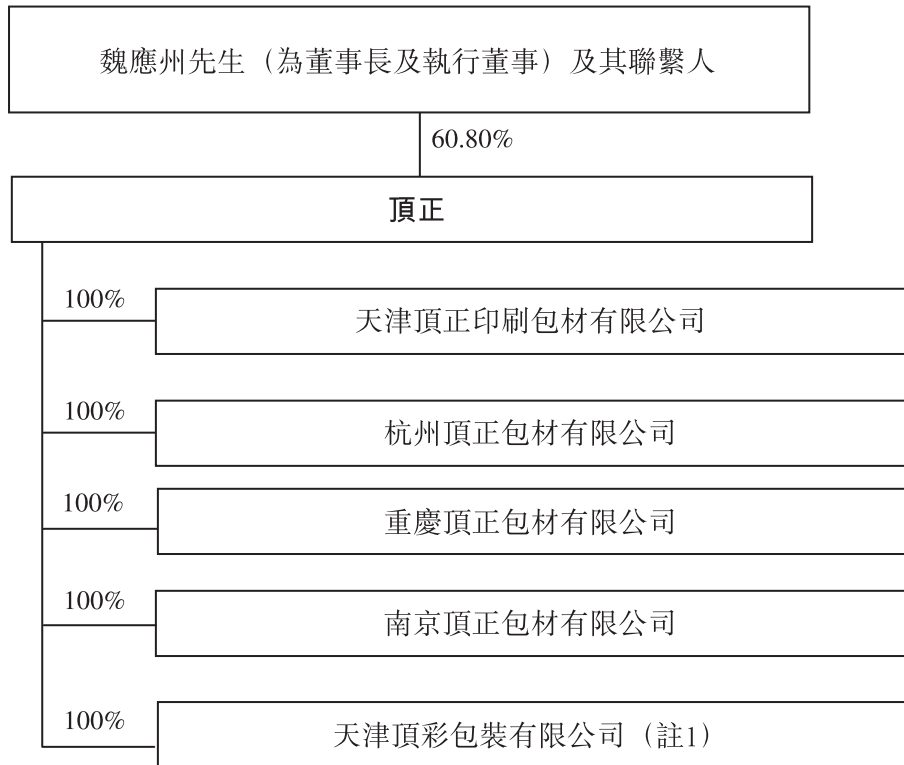 魏應州先生（為董事長及執行董事）及其聯繫人
60.80%
頂正
100%
天津頂正印刷包材有限公司
100%
杭州頂正包材有限公司
100%
重慶頂正包材有限公司
100%
南京頂正包材有限公司
100%
天津頂彩包裝有限公司（註1）